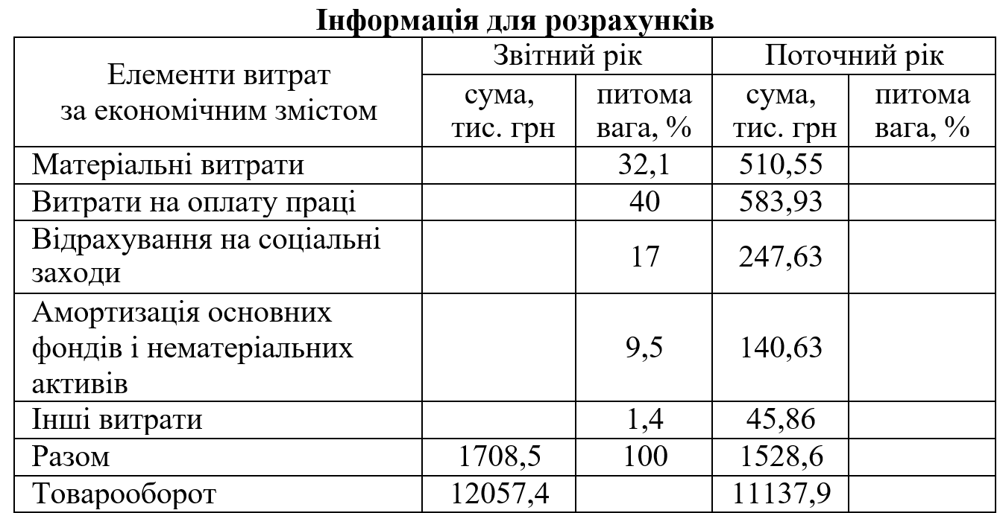 Інформація для розрахунків
Елементи витрат
за економічним змістом
Звітний рік
Поточний рік
сума,
тис. грн
питома
вага, %
сума,
тис. грн
питома
вага, %
Матеріальні витрати 32,1 510,55
Витрати на оплату праці 40 583,93
Відрахування на соціальні
заходи 17 247,63
Амортизація основних
фондів і нематеріальних 9,5 140,63
активів
Інші витрати 1,4 45,86
Разом 1708,5 100 1528,6
Товарооборот 12057,4 11137,9